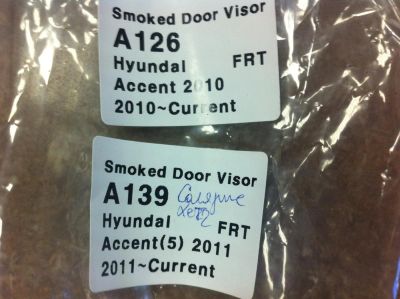 Smoked Door Visor
A126
Hyundai FRT
Accent 2010
2010~Current
Smoked Door Visor
A139
Hyundai FRT
Accent(5) 2011
2011~Current